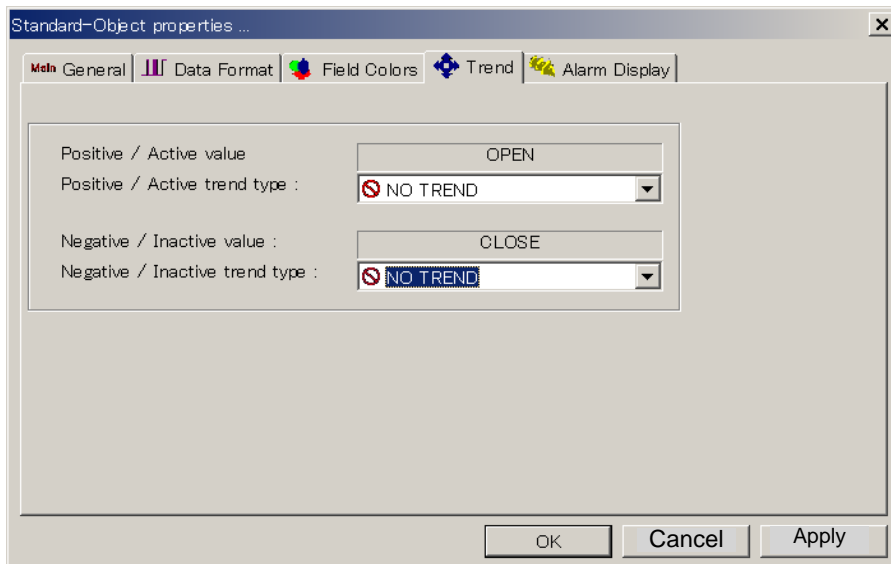 Standard-Object properties ...
Main General Data Format Field Colors Trend Alarm Display
Positive / Active value OPEN
Positive / Active trend type : NO TREND
Negative / Inactive value : CLOSE
Negative / Inactive trend type : NO TREND
OK Cancel Apply